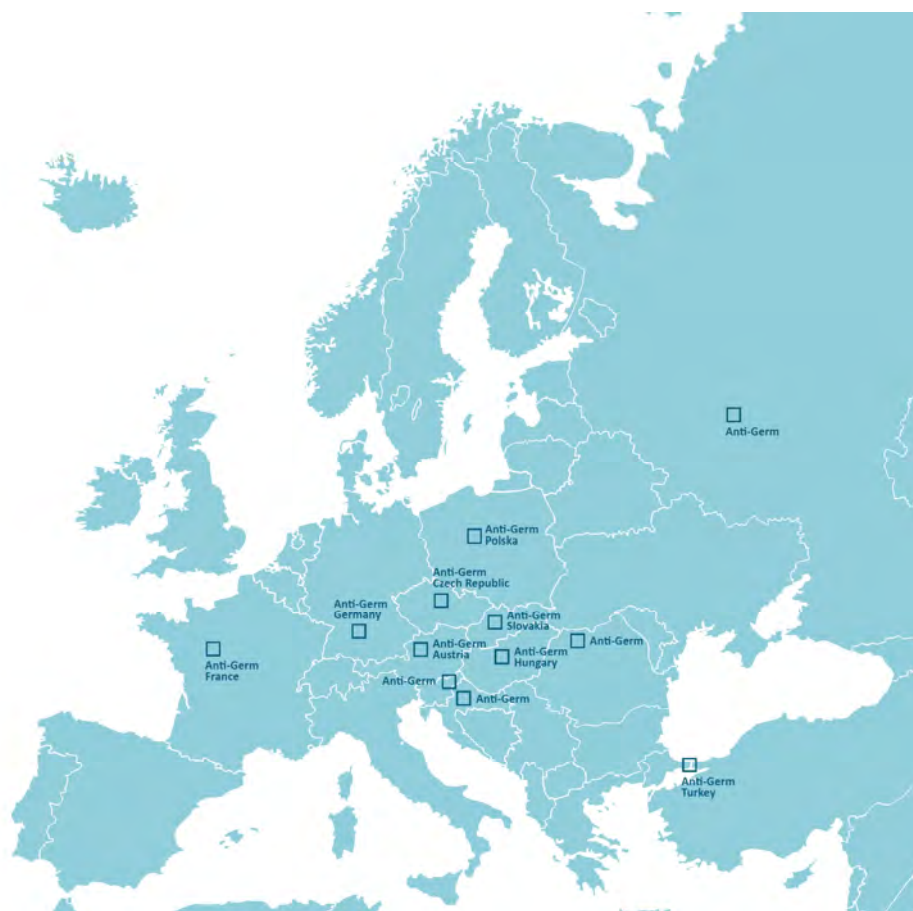 Anti-Germ
Anti-Germ
Polska
Anti-Germ
Czech Republic
Anti-Germ
Germany
Anti-Germ
Slovakia
Anti-Germ
Anti-Germ
Austria
Anti-Germ
Hungary
Anti-Germ
France
Anti-Germ
Anti-Germ
Anti-Germ
Turkey